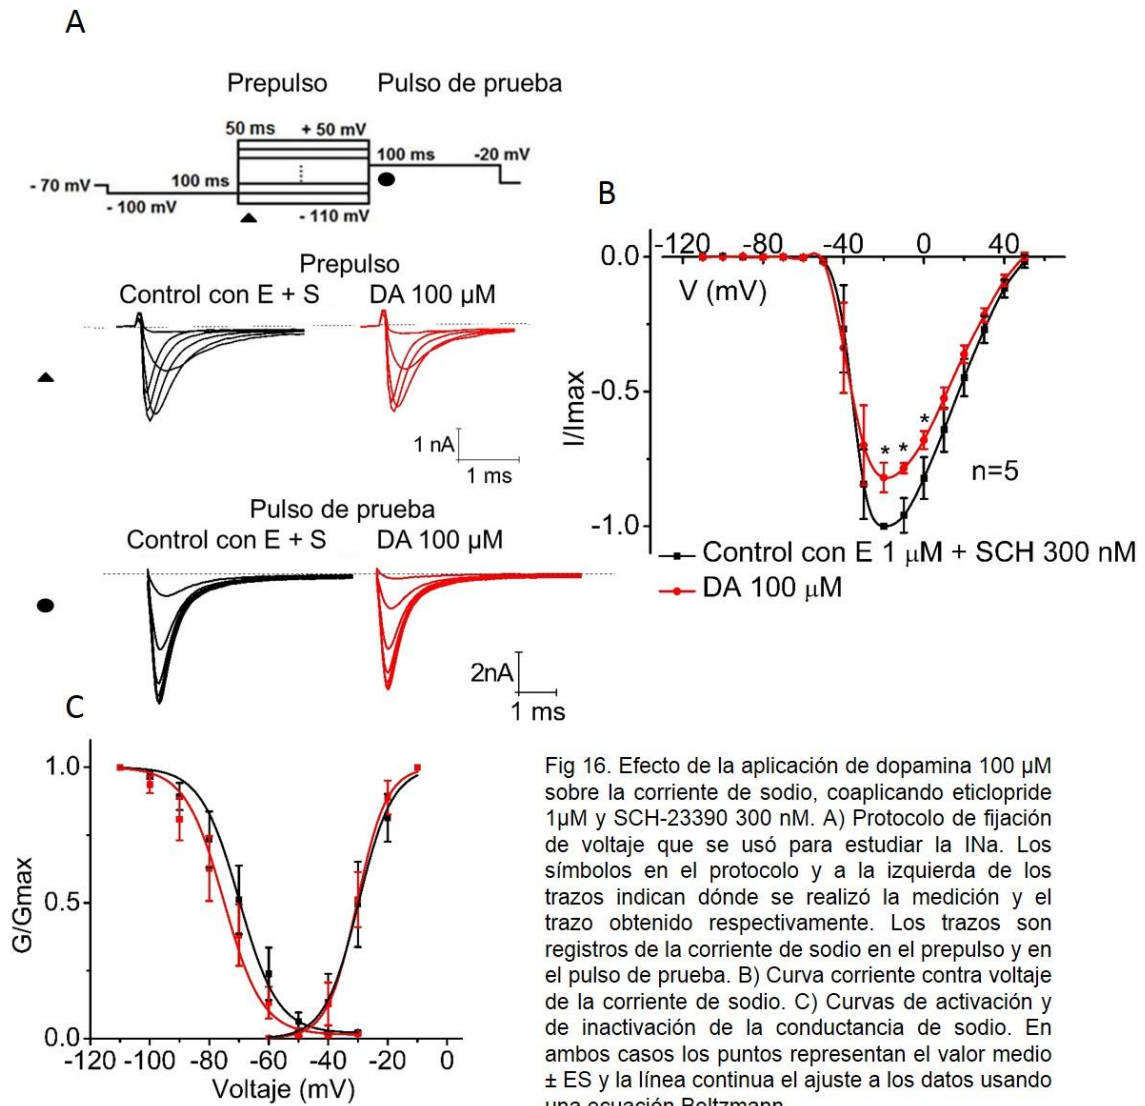 A
Prepulso Pulso de prueba
50 ms + 50 mV
100 ms -20 mV
- 70 mV 100 ms
- 100 mV - 110 mV
Prepulso
Control con E + S DA 100 µM
1 nA
1 ms
Pulso de prueba
Control con E + S DA 100 µM
2nA
1 ms
B
-120 -80 -40 0 40
0.0
V (mV)
-0.5
I/Imax
* * *
n=5
-1.0
Control con E 1 µM + SCH 300 nM
DA 100 µM
C
1.0
0.5
G/Gmax
0.0
-120 -100 -80 -60 -40 -20 0
Voltaje (mV)
Fig 16. Efecto de la aplicación de dopamina 100 µM
sobre la corriente de sodio, coaplicando eticlopride
1µM y SCH-23390 300 nM. A) Protocolo de fijación
de voltaje que se usó para estudiar la INa. Los
símbolos en el protocolo y a la izquierda de los
trazos indican dónde se realizó la medición y el
trazo obtenido respectivamente. Los trazos son
registros de la corriente de sodio en el prepulso y en
el pulso de prueba. B) Curva corriente contra voltaje
de la corriente de sodio. C) Curvas de activación y
de inactivación de la conductancia de sodio. En
ambos casos los puntos representan el valor medio
± ES y la línea continua el ajuste a los datos usando
una ecuación Boltzmann